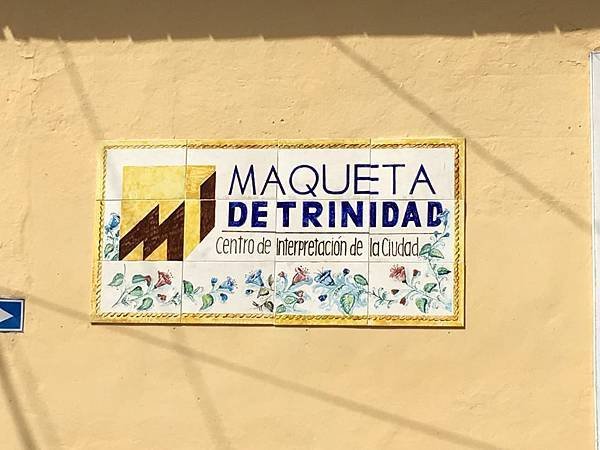 MAQUETA
DE TRINIDAD
Centro de Interpretación de la Ciudad